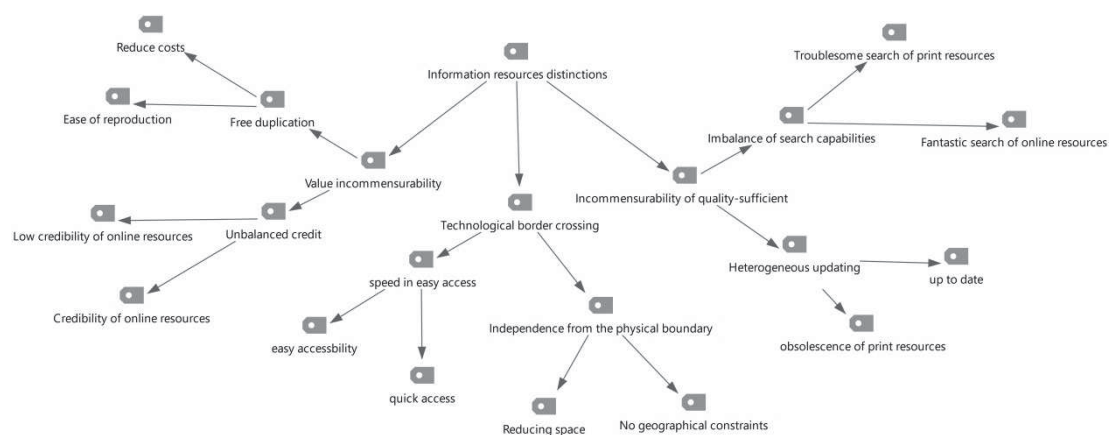 Reduce costs
Troublesome search of print resources
Information resources distinctions
Ease of reproduction
Free duplication
Imbalance of search capabilities
Fantastic search of online resources
Value incommensurability
Incommensurability of quality-sufficient
Low credibility of online resources
Unbalanced credit
Technological border crossing
Heterogeneous updating
up to date
speed in easy access
Credibility of online resources
Independence from the physical boundary
easy accessbility
obsolescence of print resources
quick access
Reducing space
No geographical constraints